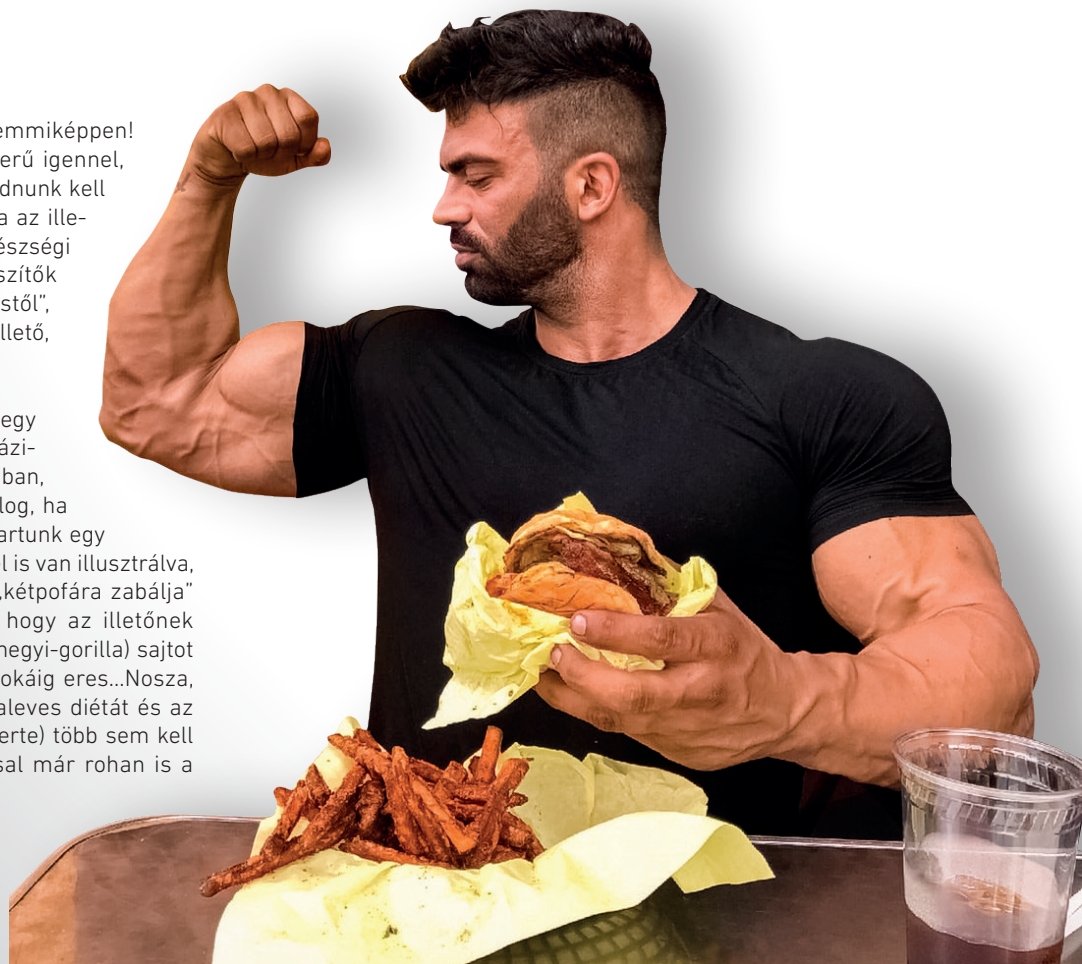 emmiképpen!
erű igennel,
dnunk kell
a az ille-
észségi
szítők
stől”,
llető,
egy
ázi-
ban,
log, ha
artunk egy
l is van illusztrálva,
„kétpofára zabálja”
hogy az illetőnek
hegyi-gorilla) sajtot
okáig eres...Nosza,
aleves diétát és az
erte) több sem kell
sal már rohan is a